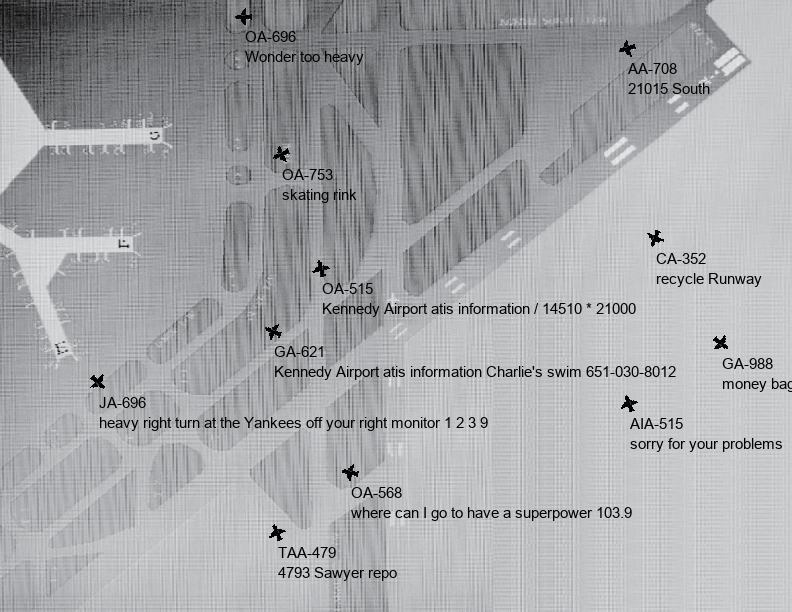 OA-696
Wonder too heavy
AA-708
21015 South
OA-753
skating rink
CA-352
recycle Runway
OA-515
Kennedy Airport atis information / 14510 * 21000
GA-621
Kennedy Airport atis information Charlie's swim 651-030-8012
GA-988
money bag
JA-696
heavy right turn at the Yankees off your right monitor 1 2 3 9
AIA-515
sorry for your problems
OA-568
where can I go to have a superpower 103.9
TAA-479
4793 Sawyer repo